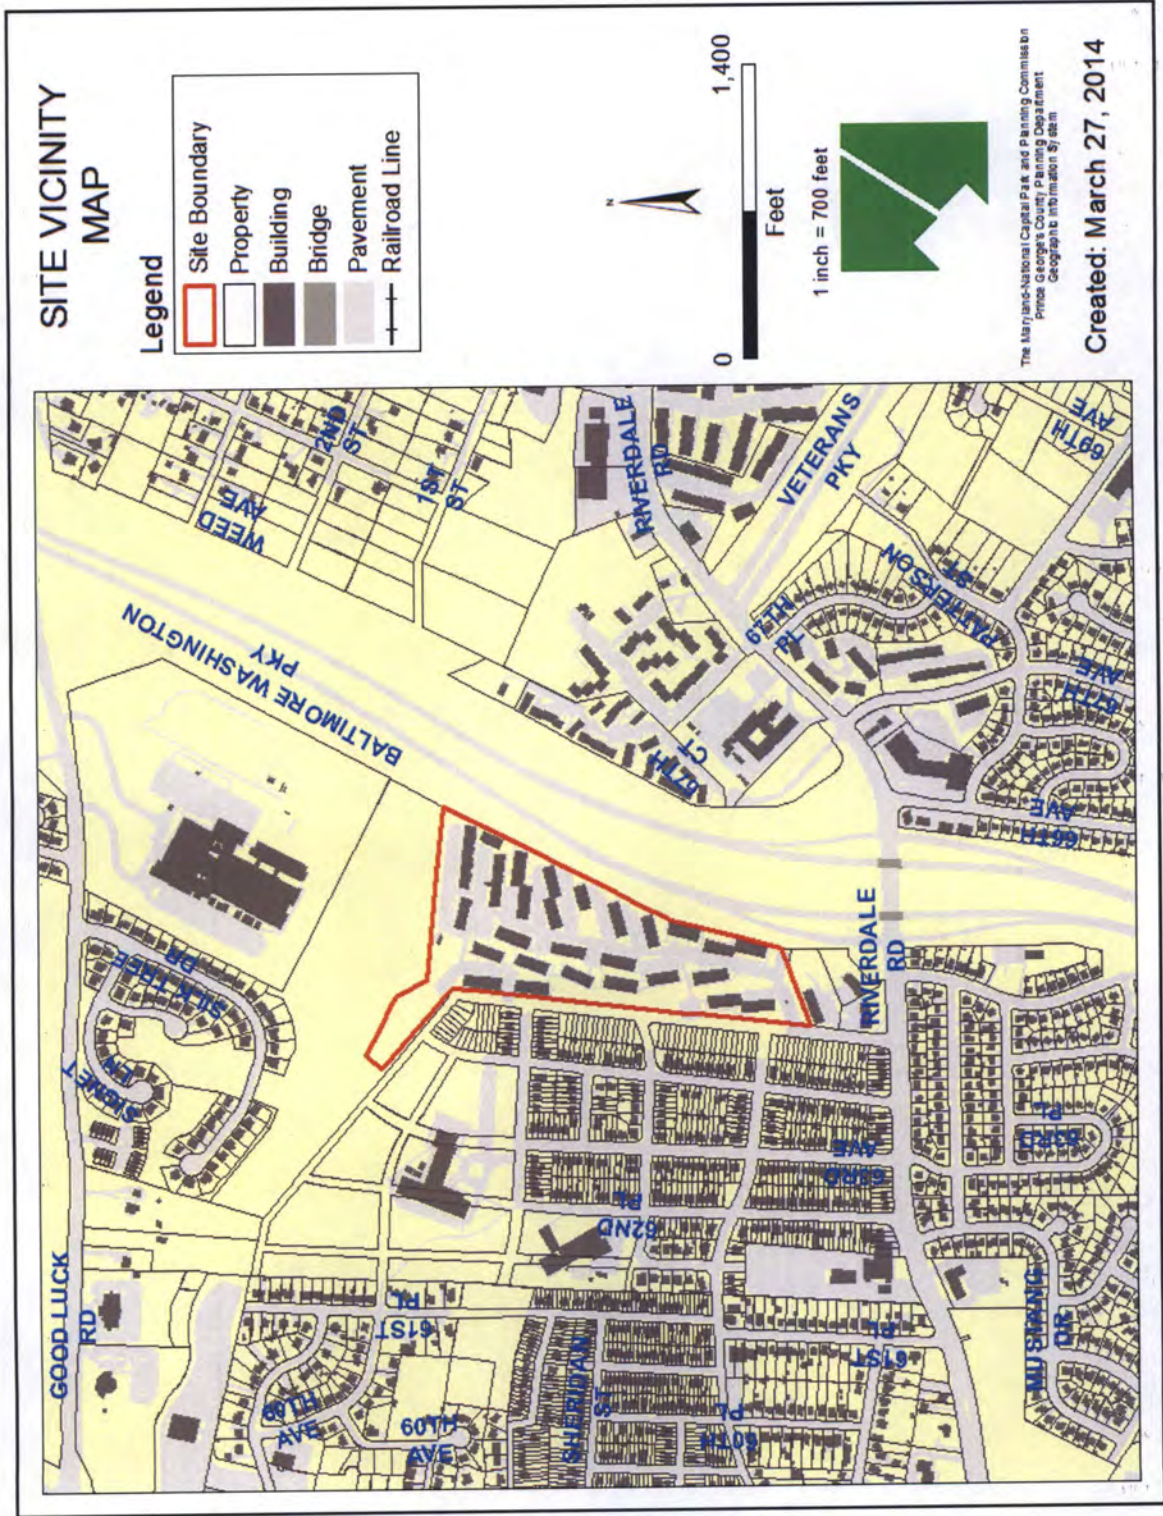 SITE VICINITY
MAP
Legend
Site Boundary
Property
Building
Bridge
Pavement
Railroad Line
N
0
1,400
Feet
1 inch = 700 feet
The Maryland-National Capital Park and Planning Commission
Prince George's County Planning Department
Geographic Information System
Created: March 27, 2014
GOOD LUCK
RD
SIGMET
LN
SILKTREE
DR
BALTIMORE WASHINGTON
PKY
WEED
AVE
2ND
ST
1ST
ST
60TH
AVE
60TH
AVE
61ST
PL
62ND
PL
63RD
AVE
SHERIDAN
ST
60TH
PL
61ST
PL
RIVERDALE
RD
67TH
CT
RIVERDALE
RD
VETERANS
PKY
67TH
PL
PATTERSON
ST
69TH
AVE
67TH
AVE
66TH
AVE
63RD
PL
MUSTANG
DR